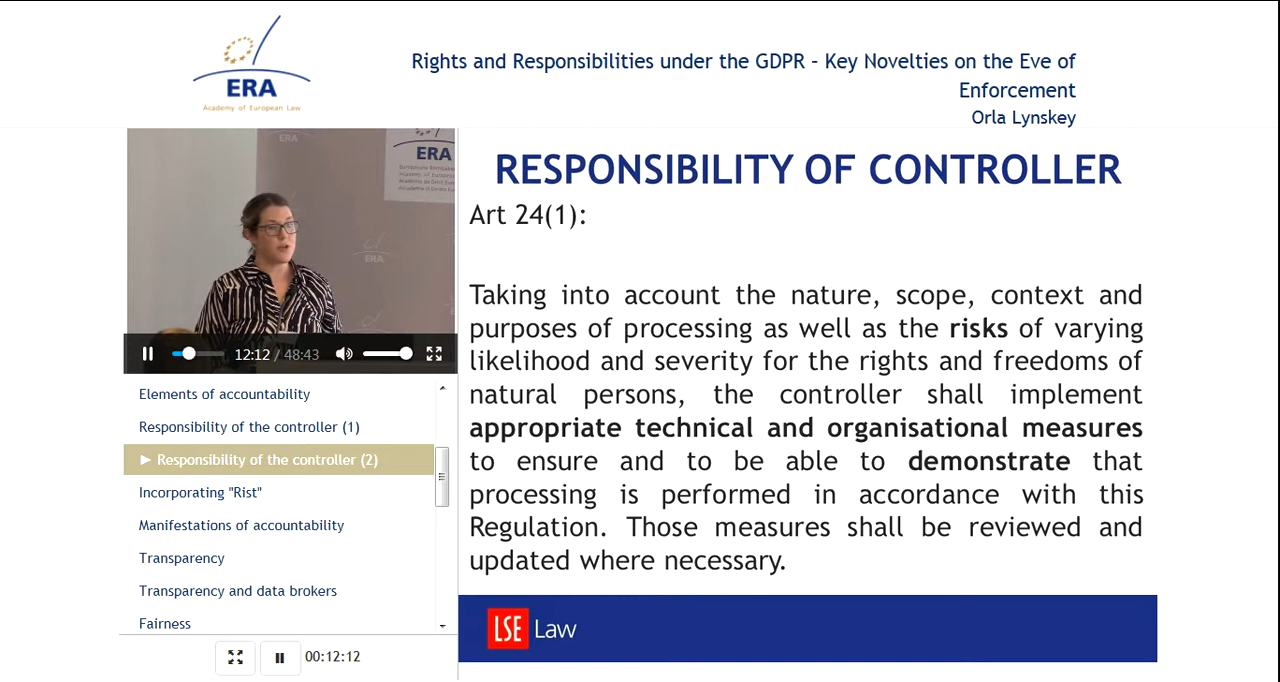 ERA
Academy of European Law
Rights and Responsibilities under the GDPR – Key Novelties on the Eve of
Enforcement
Orla Lynskey
ERA
ERA
ERA
12:12 / 48:43
Elements of accountability
Responsibility of the controller (1)
► Responsibility of the controller (2)
Incorporating "Rist"
Manifestations of accountability
Transparency
Transparency and data brokers
Fairness
00:12:12
RESPONSIBILITY OF CONTROLLER
Art 24(1):
Taking into account the nature, scope, context and
purposes of processing as well as the risks of varying
likelihood and severity for the rights and freedoms of
natural persons, the controller shall implement
appropriate technical and organisational measures
to ensure and to be able to demonstrate that
processing is performed in accordance with this
Regulation. Those measures shall be reviewed and
updated where necessary.
LSE Law